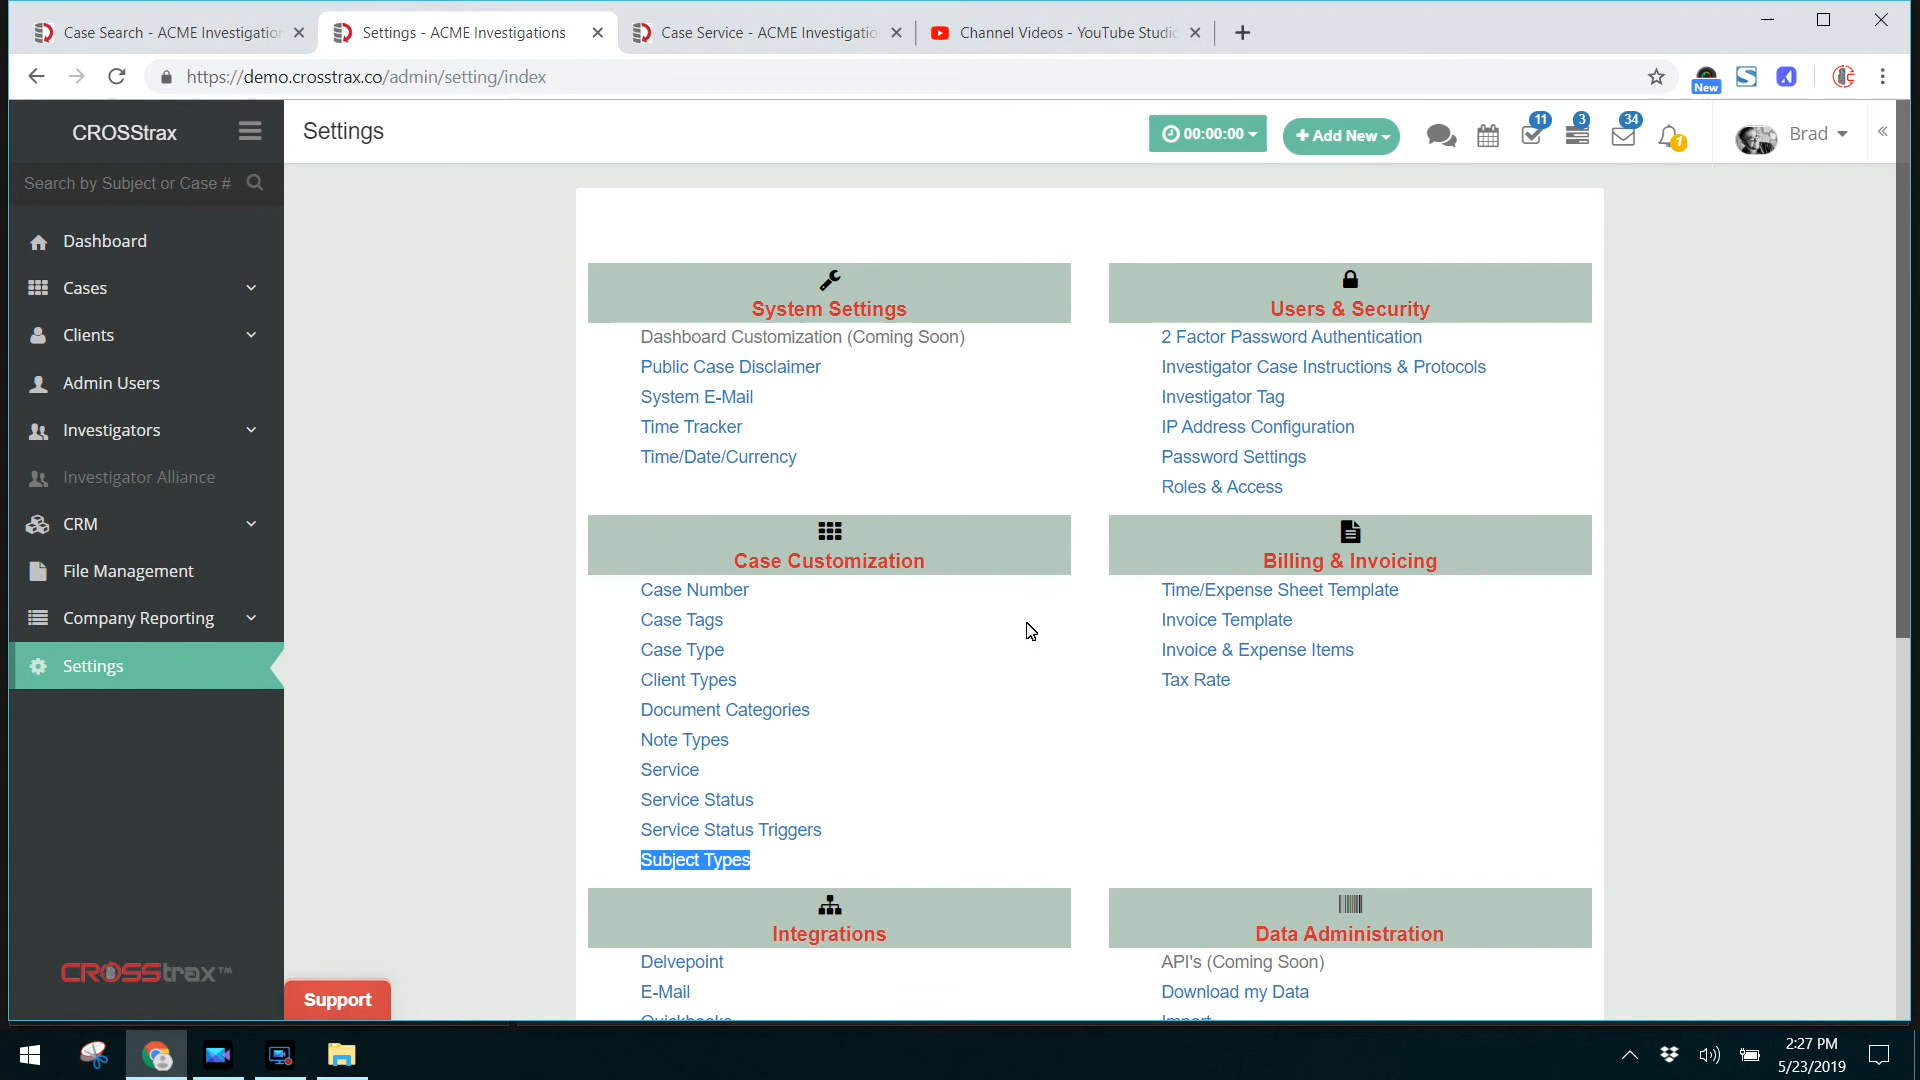 Case Search - ACME Investigation
Settings - ACME Investigations
Case Service - ACME Investigatio
Channel Videos - YouTube Studio
https://demo.crosstrax.co/admin/setting/index
New
CROSStrax
Settings
00:00:00
Add New
11
3
34
1
Brad
Search by Subject or Case #
Dashboard
Cases
Clients
Admin Users
Investigators
Investigator Alliance
CRM
File Management
Company Reporting
Settings
CROSStrax™
Support
System Settings
Dashboard Customization (Coming Soon)
Public Case Disclaimer
System E-Mail
Time Tracker
Time/Date/Currency
Users & Security
2 Factor Password Authentication
Investigator Case Instructions & Protocols
Investigator Tag
IP Address Configuration
Password Settings
Roles & Access
Case Customization
Case Number
Case Tags
Case Type
Client Types
Document Categories
Note Types
Service
Service Status
Service Status Triggers
Subject Types
Billing & Invoicing
Time/Expense Sheet Template
Invoice Template
Invoice & Expense Items
Tax Rate
Integrations
Delvepoint
E-Mail
Quickbooks
Data Administration
API's (Coming Soon)
Download my Data
Import
2:27 PM
5/23/2019